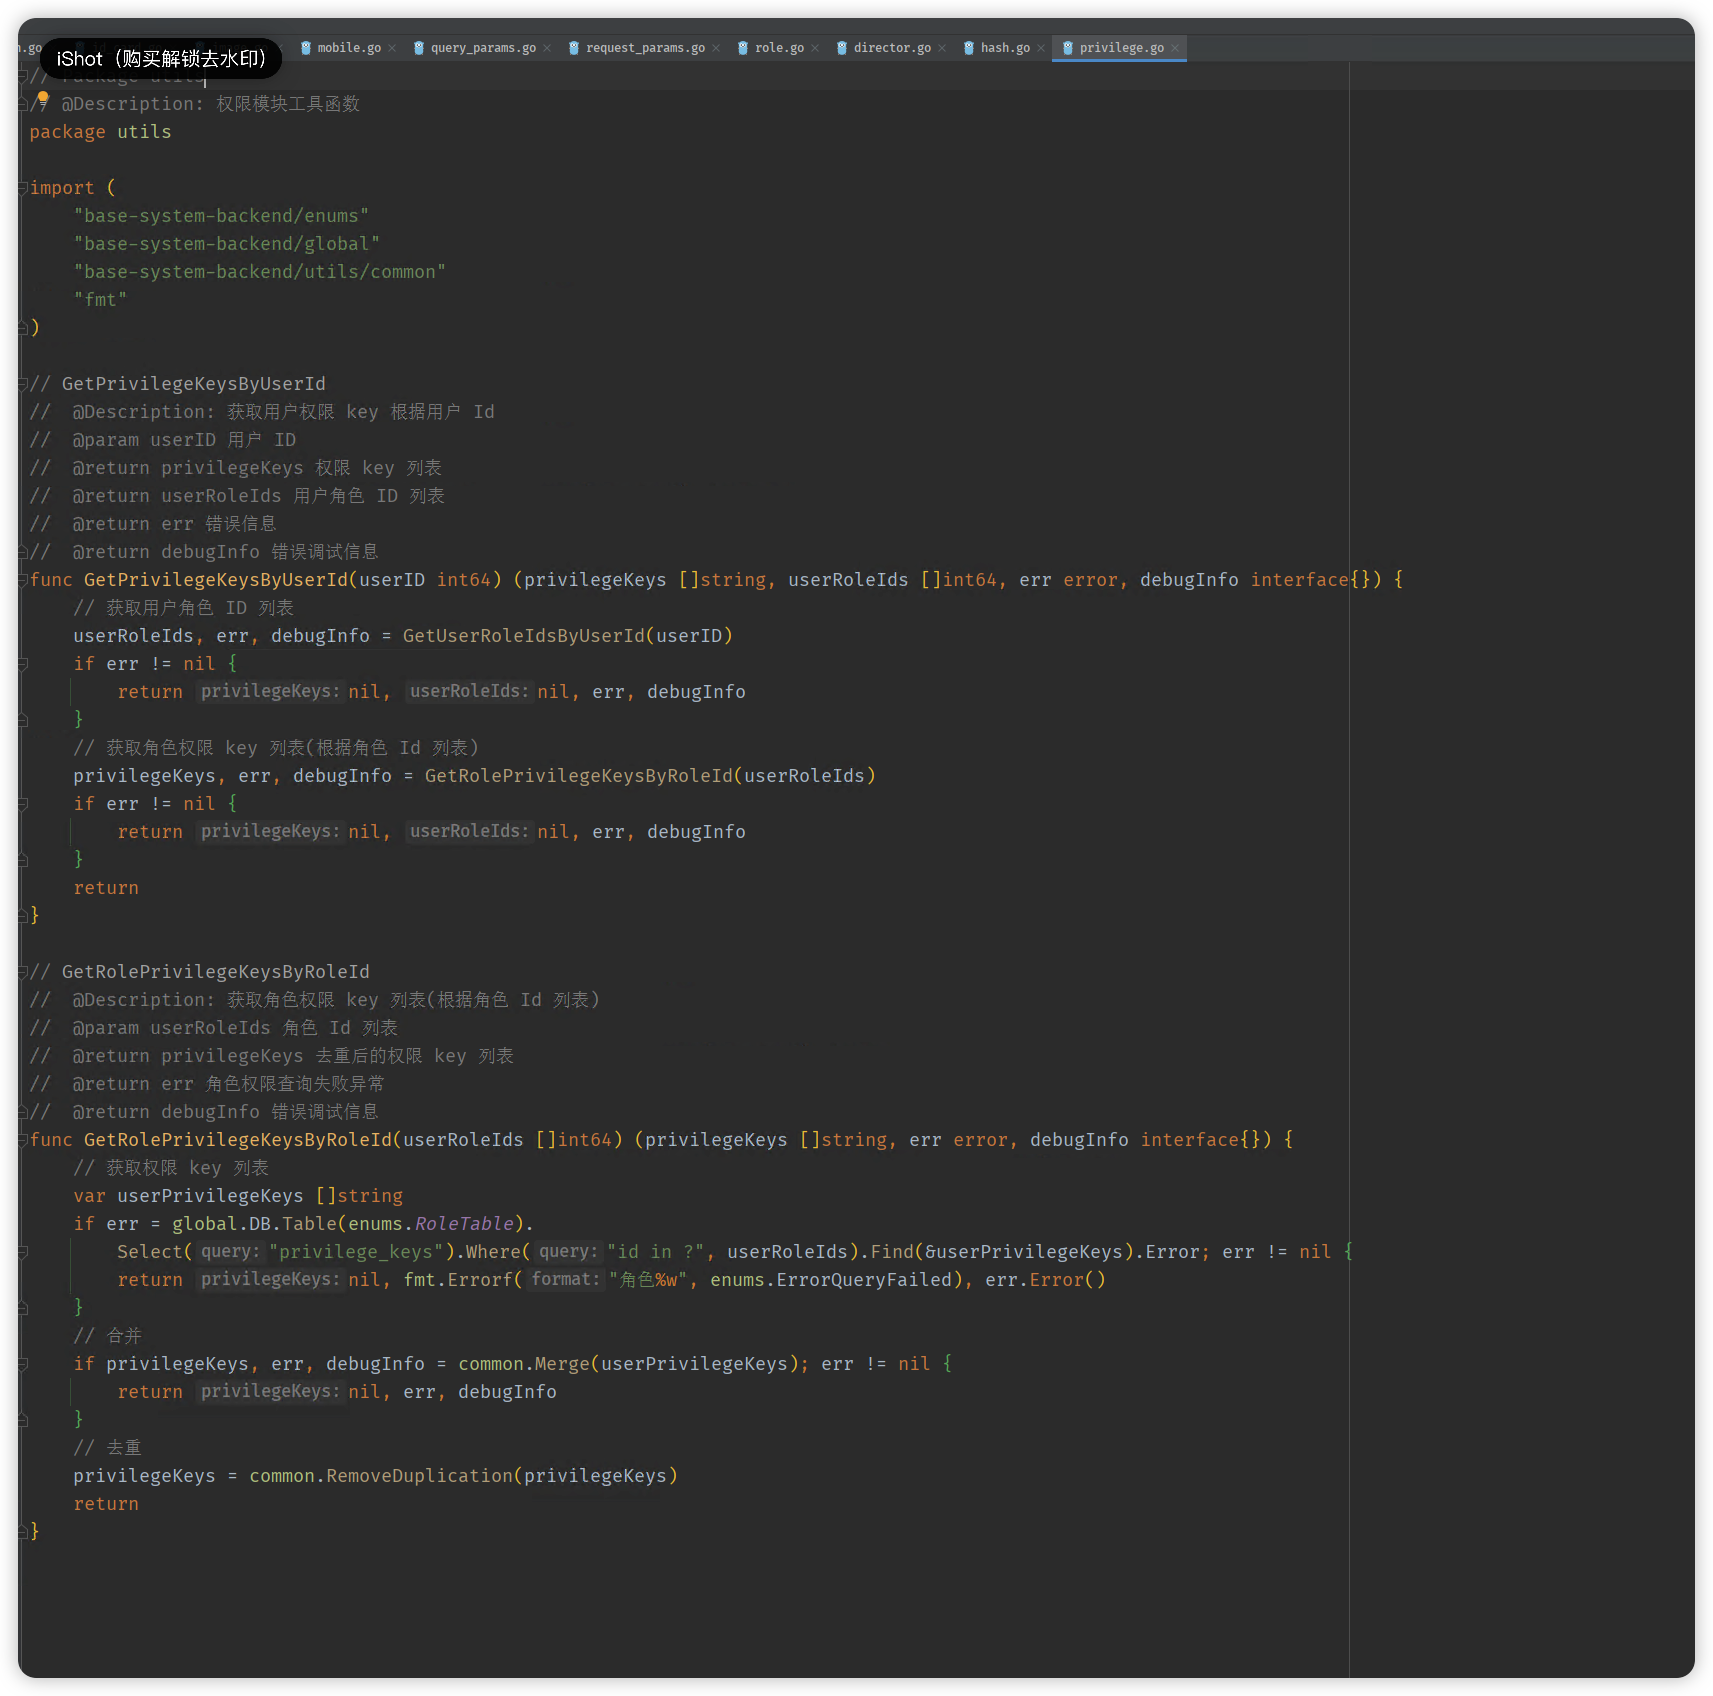 n.go
iShot（购买解锁去水印）
mobile.go
query_params.go
request_params.go
role.go
director.go
hash.go
privilege.go
// Package utils
// @Description: 权限模块工具函数
package utils
import (
"base-system-backend/enums"
"base-system-backend/global"
"base-system-backend/utils/common"
"fmt"
)
// GetPrivilegeKeysByUserId
//  @Description: 获取用户权限 key 根据用户 Id
//  @param userID 用户 ID
//  @return privilegeKeys 权限 key 列表
//  @return userRoleIds 用户角色 ID 列表
//  @return err 错误信息
//  @return debugInfo 错误调试信息
func GetPrivilegeKeysByUserId(userID int64) (privilegeKeys []string, userRoleIds []int64, err error, debugInfo interface{}) {
// 获取用户角色 ID 列表
userRoleIds, err, debugInfo = GetUserRoleIdsByUserId(userID)
if err != nil {
return privilegeKeys: nil, userRoleIds: nil, err, debugInfo
}
// 获取角色权限 key 列表(根据角色 Id 列表)
privilegeKeys, err, debugInfo = GetRolePrivilegeKeysByRoleId(userRoleIds)
if err != nil {
return privilegeKeys: nil, userRoleIds: nil, err, debugInfo
}
return
}
// GetRolePrivilegeKeysByRoleId
//  @Description: 获取角色权限 key 列表(根据角色 Id 列表)
//  @param userRoleIds 角色 Id 列表
//  @return privilegeKeys 去重后的权限 key 列表
//  @return err 角色权限查询失败异常
//  @return debugInfo 错误调试信息
func GetRolePrivilegeKeysByRoleId(userRoleIds []int64) (privilegeKeys []string, err error, debugInfo interface{}) {
// 获取权限 key 列表
var userPrivilegeKeys []string
if err = global.DB.Table(enums.RoleTable).
Select( query: "privilege_keys").Where( query: "id in ?", userRoleIds).Find(&userPrivilegeKeys).Error; err != nil {
return privilegeKeys: nil, fmt.Errorf( format: "角色%w", enums.ErrorQueryFailed), err.Error()
}
// 合并
if privilegeKeys, err, debugInfo = common.Merge(userPrivilegeKeys); err != nil {
return privilegeKeys: nil, err, debugInfo
}
// 去重
privilegeKeys = common.RemoveDuplication(privilegeKeys)
return
}